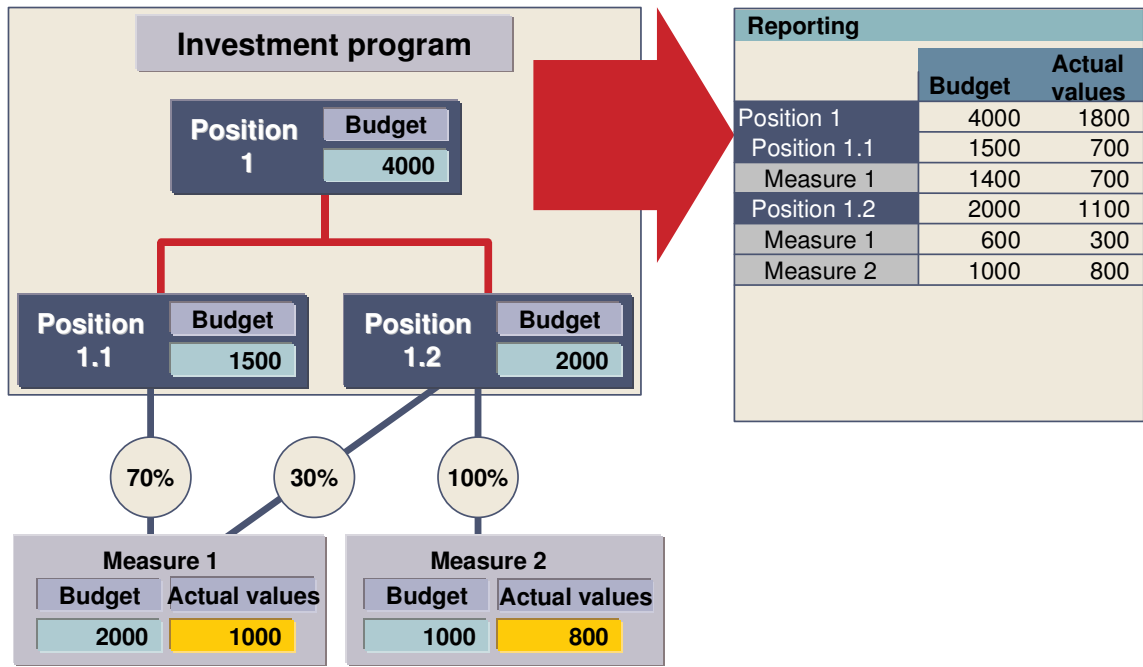 Investment program
Position
1
Budget
4000
Position
1.1
Budget
1500
Position
1.2
Budget
2000
70%
30%
100%
Measure 1
Budget
Actual values
2000
1000
Measure 2
Budget
Actual values
1000
800
Reporting
Budget
Actual
values
Position 1 4000 1800
Position 1.1 1500 700
Measure 1 1400 700
Position 1.2 2000 1100
Measure 1 600 300
Measure 2 1000 800